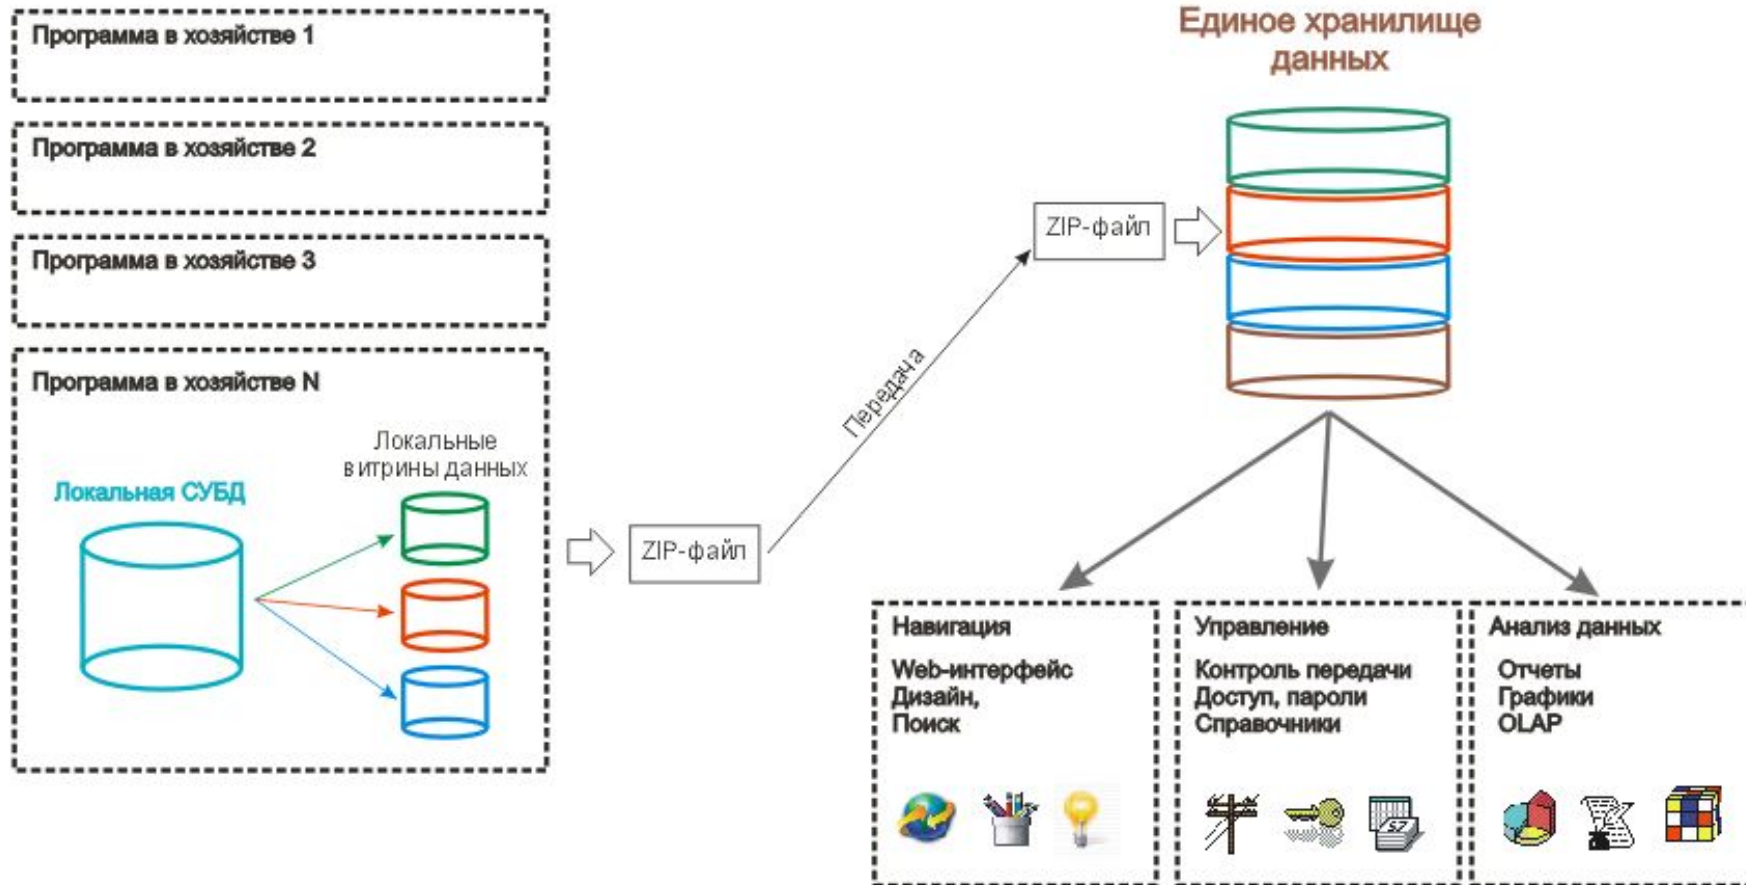 Программа в хозяйстве 1
Программа в хозяйстве 2
Программа в хозяйстве 3
Программа в хозяйстве N
Локальные
витрины данных
Локальная СУБД
ZIP-файл
Передача
ZIP-файл
Единое хранилище
данных
Навигация
Web-интерфейс
Дизайн,
Поиск
Управление
Контроль передачи
Доступ, пароли
Справочники
Анализ данных
Отчеты
Графики
OLAP
57